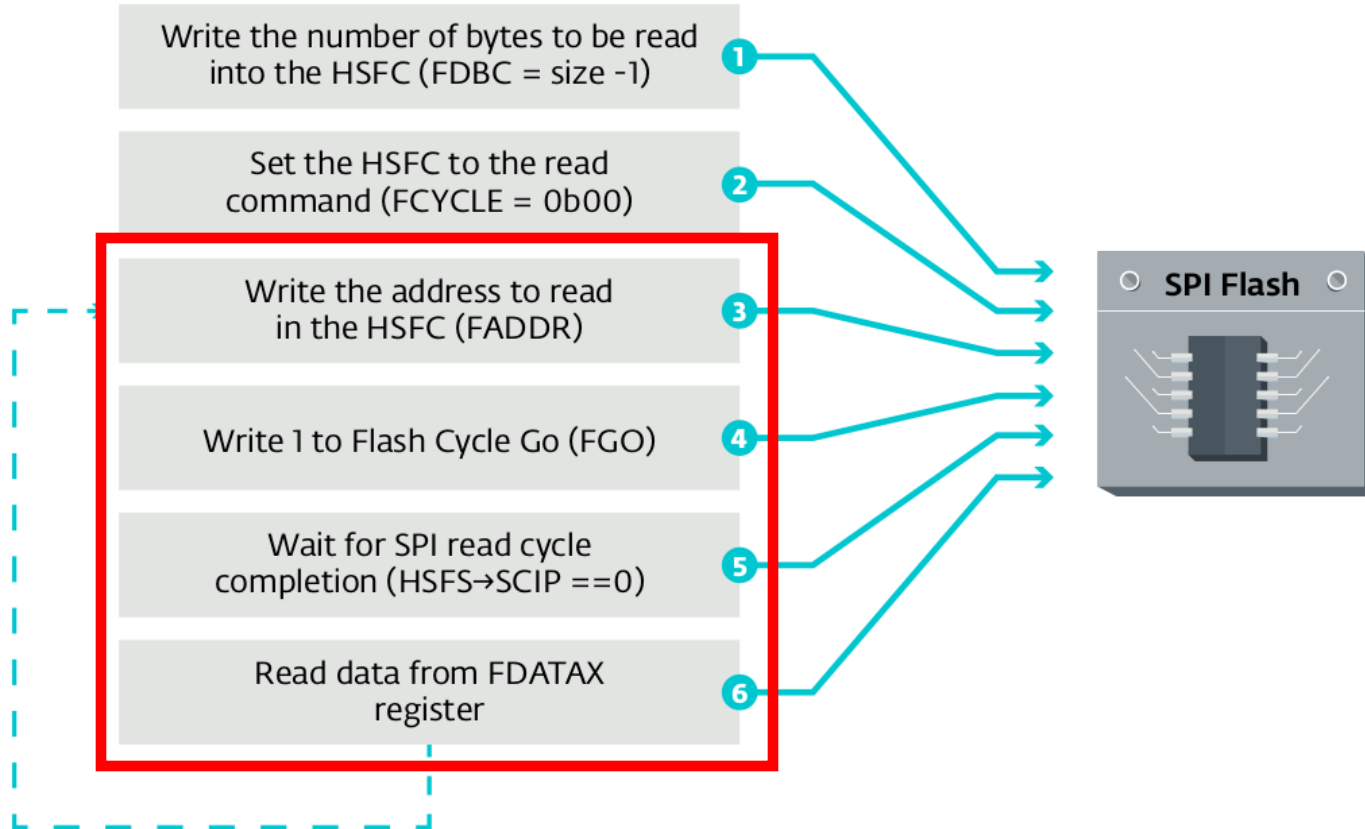 Write the number of bytes to be read
into the HSFC (FDBC = size -1)
1
Set the HSFC to the read
command (FCYCLE = 0b00)
2
Write the address to read
in the HSFC (FADDR)
3
Write 1 to Flash Cycle Go (FGO)
4
Wait for SPI read cycle
completion (HSFS→SCIP ==0)
5
Read data from FDATAX
register
6
SPI Flash